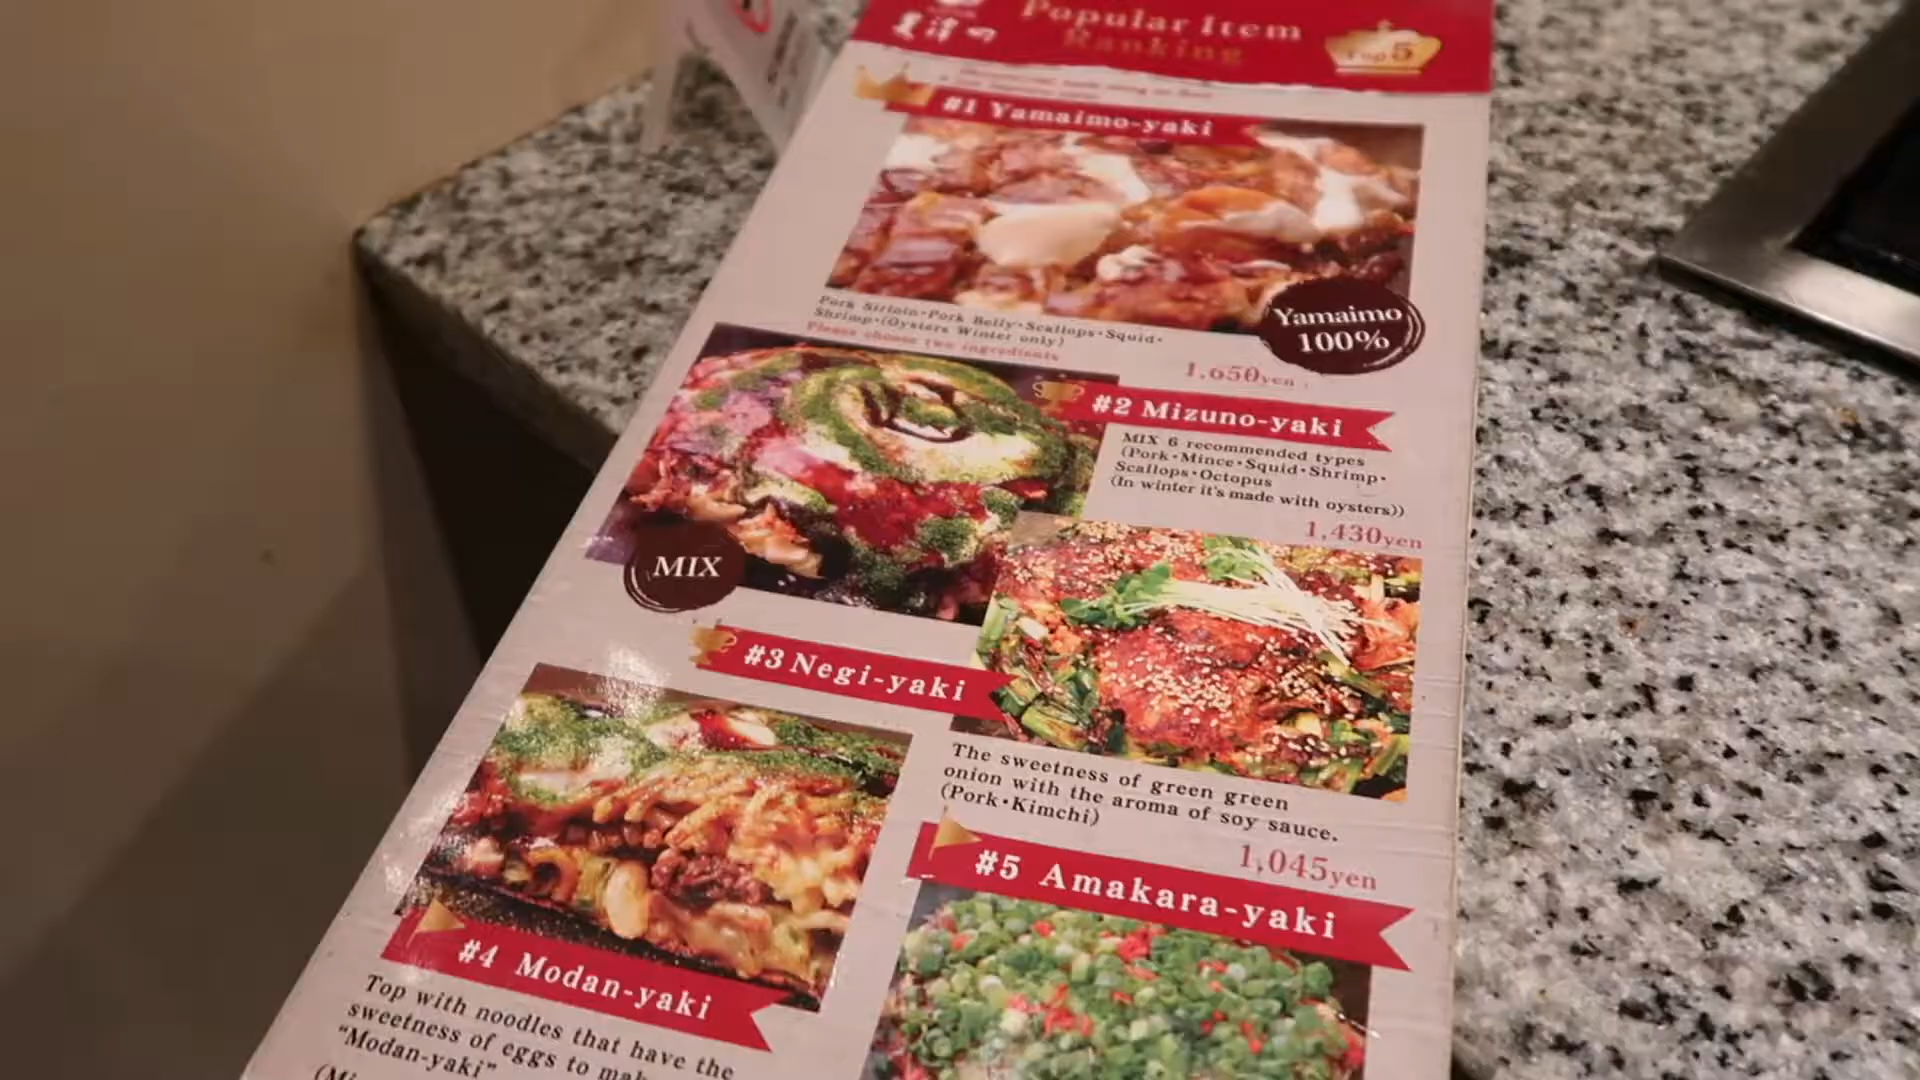 Popular Item
Ranking
Top 5
#1 Yamaimo-yaki
Pork Sirloin・Pork Belly・Scallops・Squid・
Shrimp・(Oysters Winter only)
Please choose two ingredients
Yamaimo
100%
1,650yen
#2 Mizuno-yaki
MIX 6 recommended types
(Pork・Mince・Squid・Shrimp・
Scallops・Octopus
(In winter it's made with oysters))
1,430yen
MIX
#3 Negi-yaki
The sweetness of green green
onion with the aroma of soy sauce.
(Pork・Kimchi)
1,045yen
#4 Modan-yaki
Top with noodles that have the
sweetness of eggs to
"Modan-yaki"
#5 Amakara-yaki